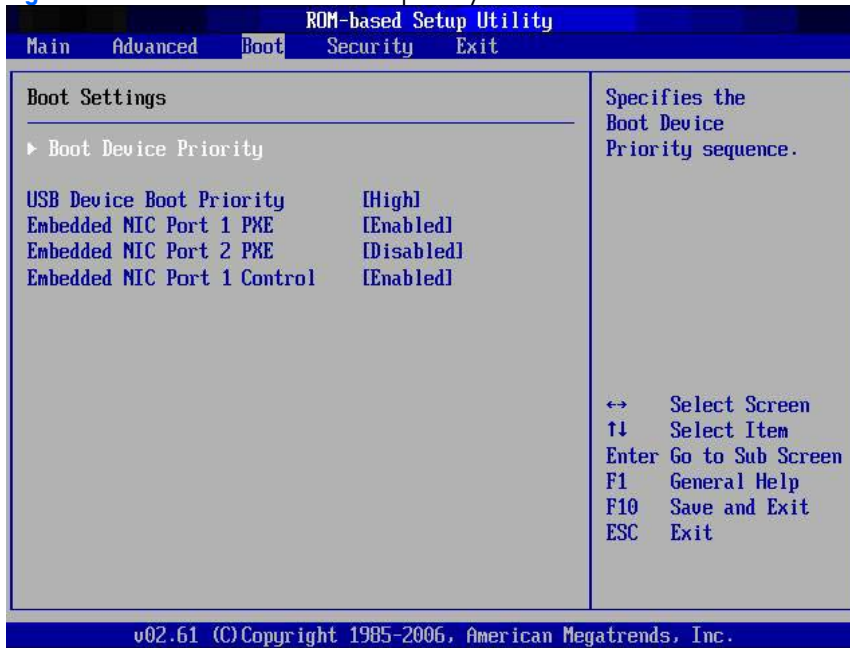 ROM-based Setup Utility
Main Advanced Boot Security Exit
Boot Settings
▶ Boot Device Priority
USB Device Boot Priority [High]
Embedded NIC Port 1 PXE [Enabled]
Embedded NIC Port 2 PXE [Disabled]
Embedded NIC Port 1 Control [Enabled]
Specifies the
Boot Device
Priority sequence.
↔ Select Screen
↑↓ Select Item
Enter Go to Sub Screen
F1 General Help
F10 Save and Exit
ESC Exit
v02.61 (C)Copyright 1985-2006, American Megatrends, Inc.